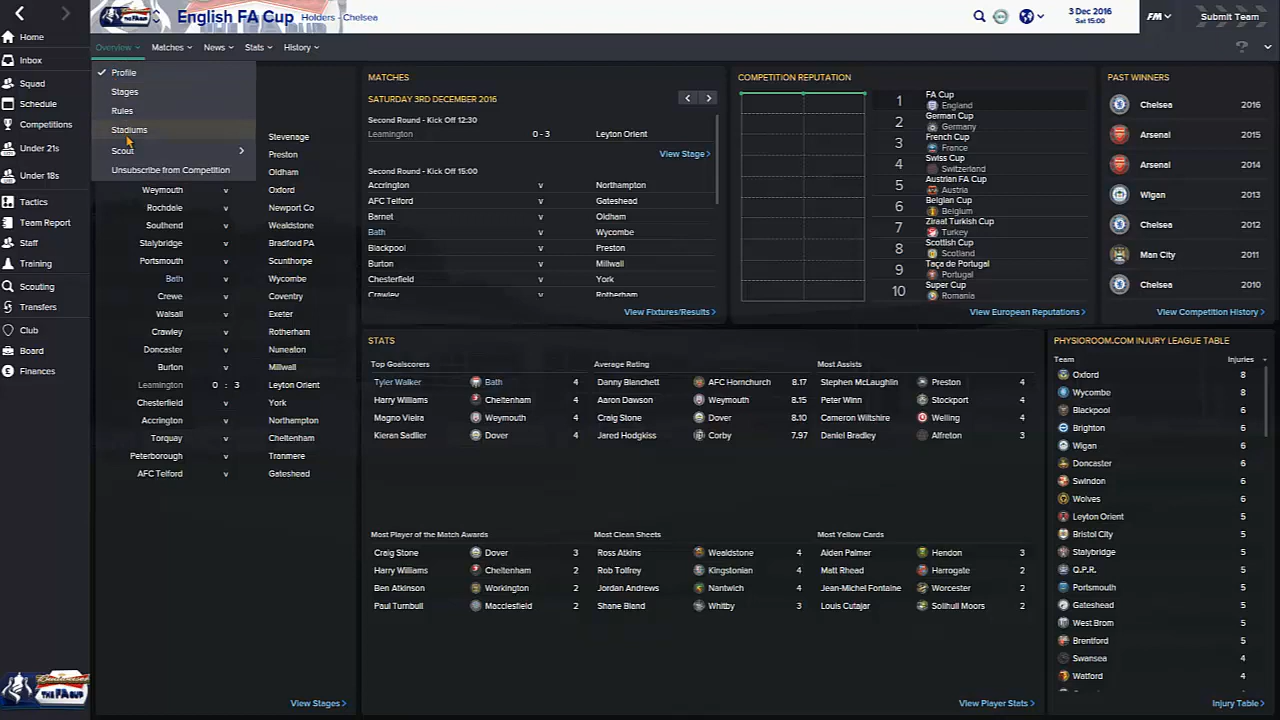 English FA Cup Holders - Chelsea
3 Dec 2016
Sat 15:00
FM
Submit Team
Home
Inbox
Squad
Schedule
Competitions
Under 21s
Under 18s
Tactics
Team Report
Staff
Training
Scouting
Transfers
Club
Board
Finances
THE FA CUP
Overview Matches News Stats History
Profile
Stages
Rules
Stadiums
Scout
Unsubscribe from Competition
Stevenage
Preston
Oldham
Weymouth v Oxford
Rochdale v Newport Co
Southend v Wealdstone
Stalybridge v Bradford PA
Portsmouth v Scunthorpe
Bath v Wycombe
Crewe v Coventry
Walsall v Exeter
Crawley v Rotherham
Doncaster v Nuneaton
Burton v Millwall
Leamington 0 : 3 Leyton Orient
Chesterfield v York
Accrington v Northampton
Torquay v Cheltenham
Peterborough v Tranmere
AFC Telford v Gateshead
View Stages >
MATCHES
SATURDAY 3RD DECEMBER 2016
Second Round - Kick Off 12:30
Leamington 0 - 3 Leyton Orient
View Stage >
Second Round - Kick Off 15:00
Accrington v Northampton
AFC Telford v Gateshead
Barnet v Oldham
Bath v Wycombe
Blackpool v Preston
Burton v Millwall
Chesterfield v York
Crawley v Rotherham
View Fixtures/Results >
COMPETITION REPUTATION
1 FA Cup
England
2 German Cup
Germany
3 French Cup
France
4 Swiss Cup
Switzerland
5 Austrian FA Cup
Austria
6 Belgian Cup
Belgium
7 Ziraat Turkish Cup
Turkey
8 Scottish Cup
Scotland
9 Taça de Portugal
Portugal
10 Super Cup
Romania
View European Reputations >
PAST WINNERS
Chelsea 2016
Arsenal 2015
Arsenal 2014
Wigan 2013
Chelsea 2012
Man City 2011
Chelsea 2010
View Competition History >
STATS
Top Goalscorers
Tyler Walker Bath 4
Harry Williams Cheltenham 4
Magno Vieira Weymouth 4
Kieran Sadlier Dover 4
Average Rating
Danny Blanchett AFC Hornchurch 8.17
Aaron Dawson Weymouth 8.15
Craig Stone Dover 8.10
Jared Hodgkiss Corby 7.97
Most Assists
Stephen McLaughlin Preston 4
Peter Winn Stockport 4
Cameron Wiltshire Welling 4
Daniel Bradley Alfreton 3
Most Player of the Match Awards
Craig Stone Dover 3
Harry Williams Cheltenham 2
Ben Atkinson Workington 2
Paul Turnbull Macclesfield 2
Most Clean Sheets
Ross Atkins Wealdstone 4
Rob Tolfrey Kingstonian 4
Jordan Andrews Nantwich 4
Shane Bland Whitby 3
Most Yellow Cards
Aiden Palmer Hendon 3
Matt Rhead Harrogate 2
Jean-Michel Fontaine Worcester 2
Louis Cutajar Solihull Moors 2
View Player Stats >
PHYSIOROOM.COM INJURY LEAGUE TABLE
Team Injuries
Oxford 8
Wycombe 8
Blackpool 6
Brighton 6
Wigan 6
Doncaster 6
Swindon 6
Wolves 6
Leyton Orient 5
Bristol City 5
Stalybridge 5
Q.P.R. 5
Portsmouth 5
Gateshead 5
West Brom 5
Brentford 5
Swansea 4
Watford 4
Injury Table >